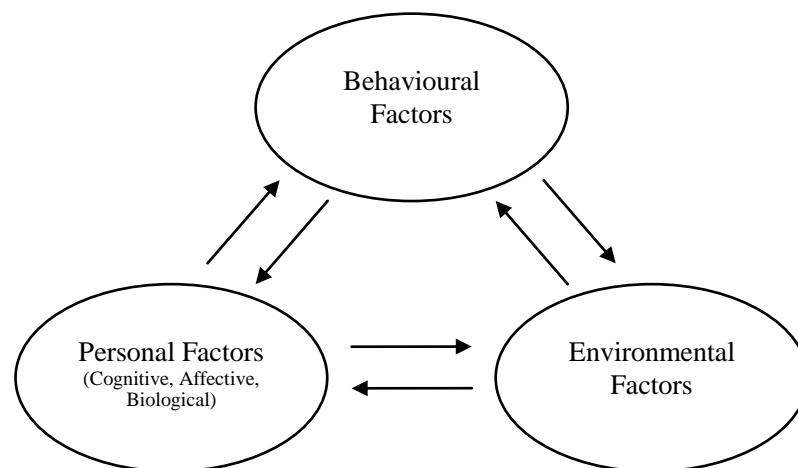 Behavioural
Factors
Personal Factors
(Cognitive, Affective,
Biological)
Environmental
Factors